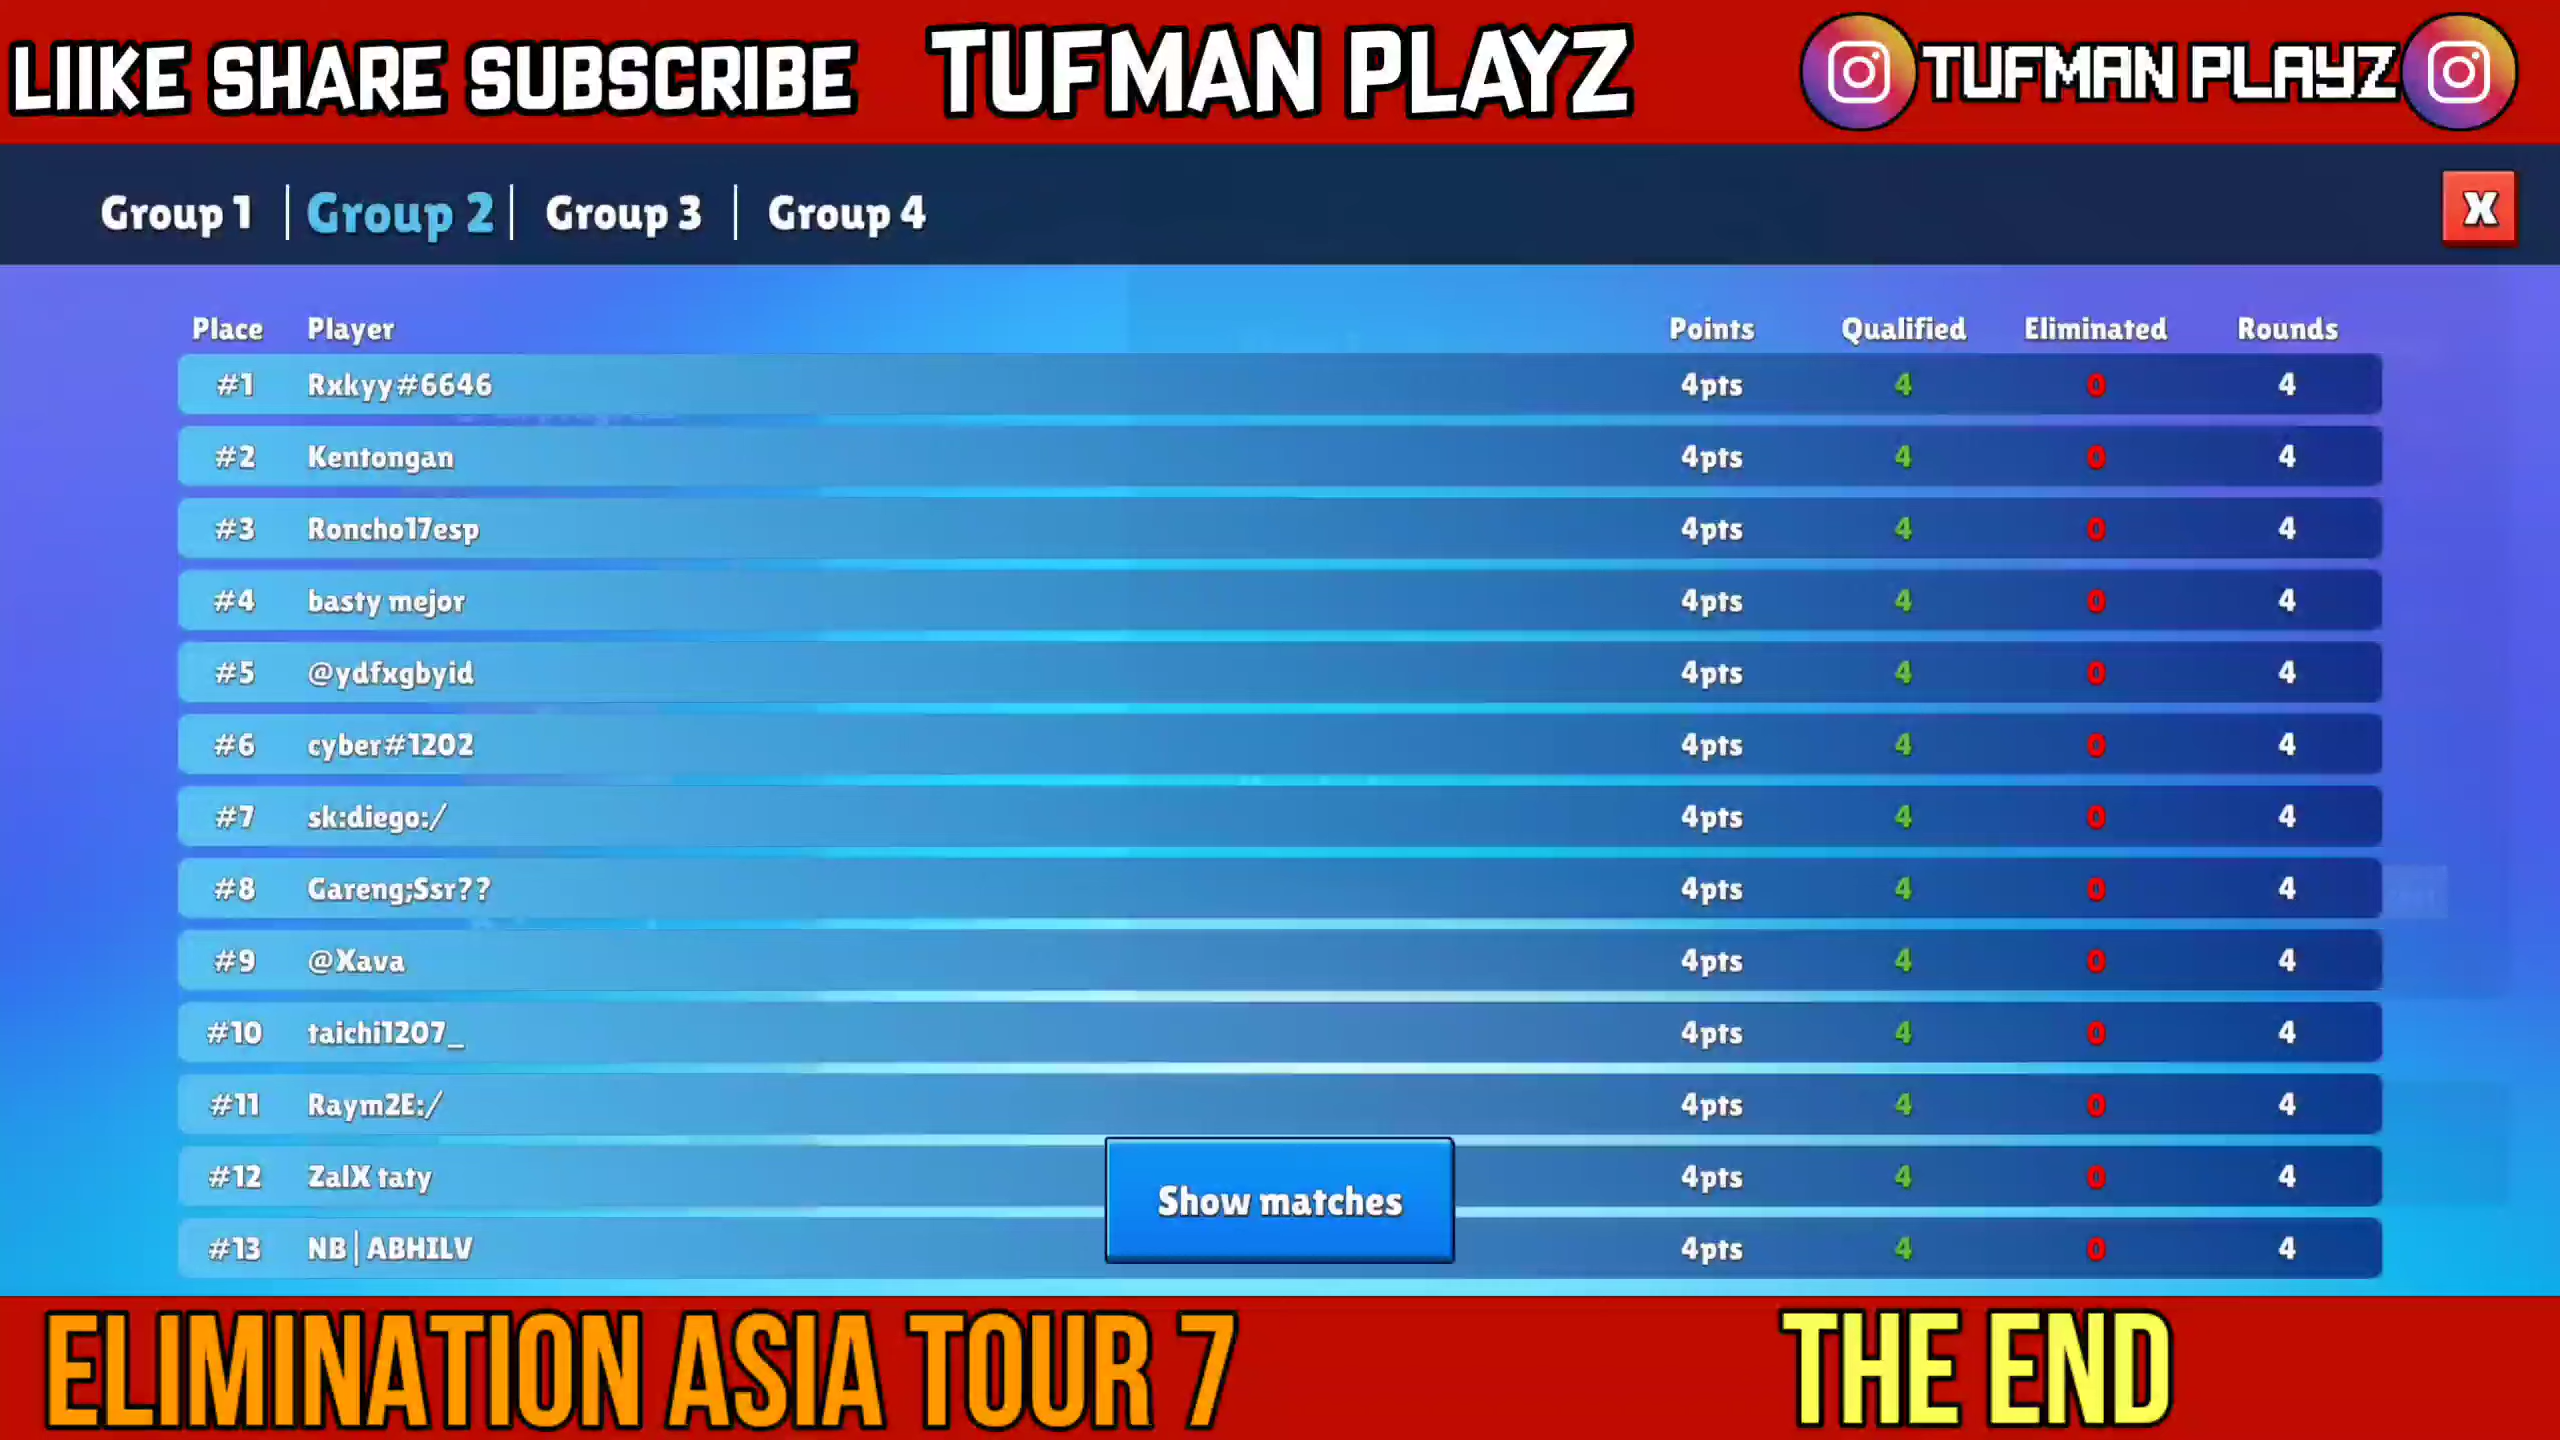 LIIKE SHARE SUBSCRIBE TUFMAN PLAYZ TUFMAN PLAYZ
Group 1 Group 2 Group 3 Group 4 X
Place Player Points Qualified Eliminated Rounds
#1 Rxkyy#6646 4pts 4 0 4
#2 Kentongan 4pts 4 0 4
#3 Roncho17esp 4pts 4 0 4
#4 basty mejor 4pts 4 0 4
#5 @ydfxgbyid 4pts 4 0 4
#6 cyber#1202 4pts 4 0 4
#7 sk:diego:/ 4pts 4 0 4
#8 Gareng;Ssr?? 4pts 4 0 4
#9 @Xava 4pts 4 0 4
#10 taichi1207_ 4pts 4 0 4
#11 Raym2E:/ 4pts 4 0 4
#12 ZalX taty 4pts 4 0 4
Show matches
#13 NB|ABHILV 4pts 4 0 4
ELIMINATION ASIA TOUR 7 THE END